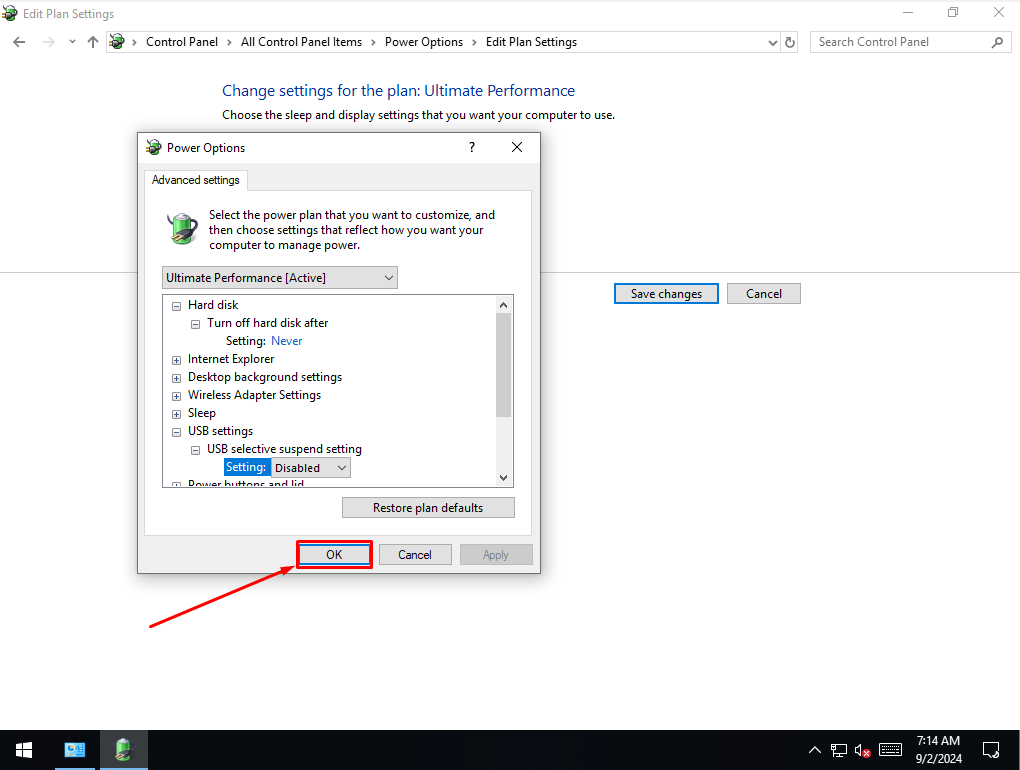 Edit Plan Settings
Control Panel > All Control Panel Items > Power Options > Edit Plan Settings
Search Control Panel
Change settings for the plan: Ultimate Performance
Choose the sleep and display settings that you want your computer to use.
Power Options
?
Advanced settings
Select the power plan that you want to customize, and
then choose settings that reflect how you want your
computer to manage power.
Ultimate Performance [Active]
Hard disk
Turn off hard disk after
Setting: Never
Internet Explorer
Desktop background settings
Wireless Adapter Settings
Sleep
USB settings
USB selective suspend setting
Setting: Disabled
Power buttons and lid
Restore plan defaults
OK
Cancel
Apply
Save changes
Cancel
7:14 AM
9/2/2024